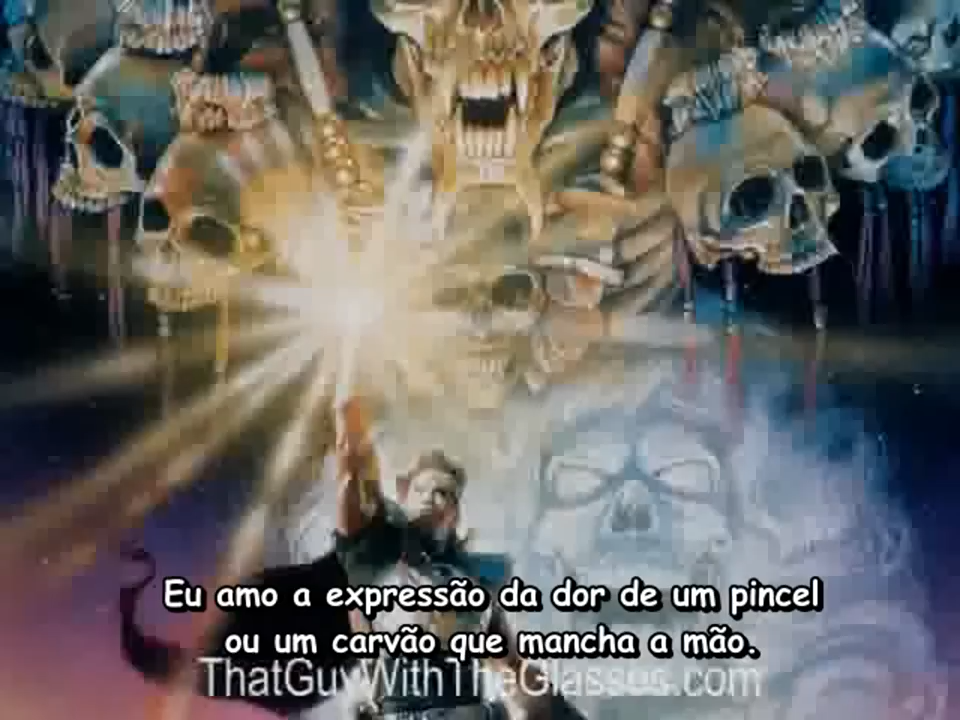 Eu amo a expressão da dor de um pincel
ou um carvão que mancha a mão.
ThatGuyWithTheGlasses.com